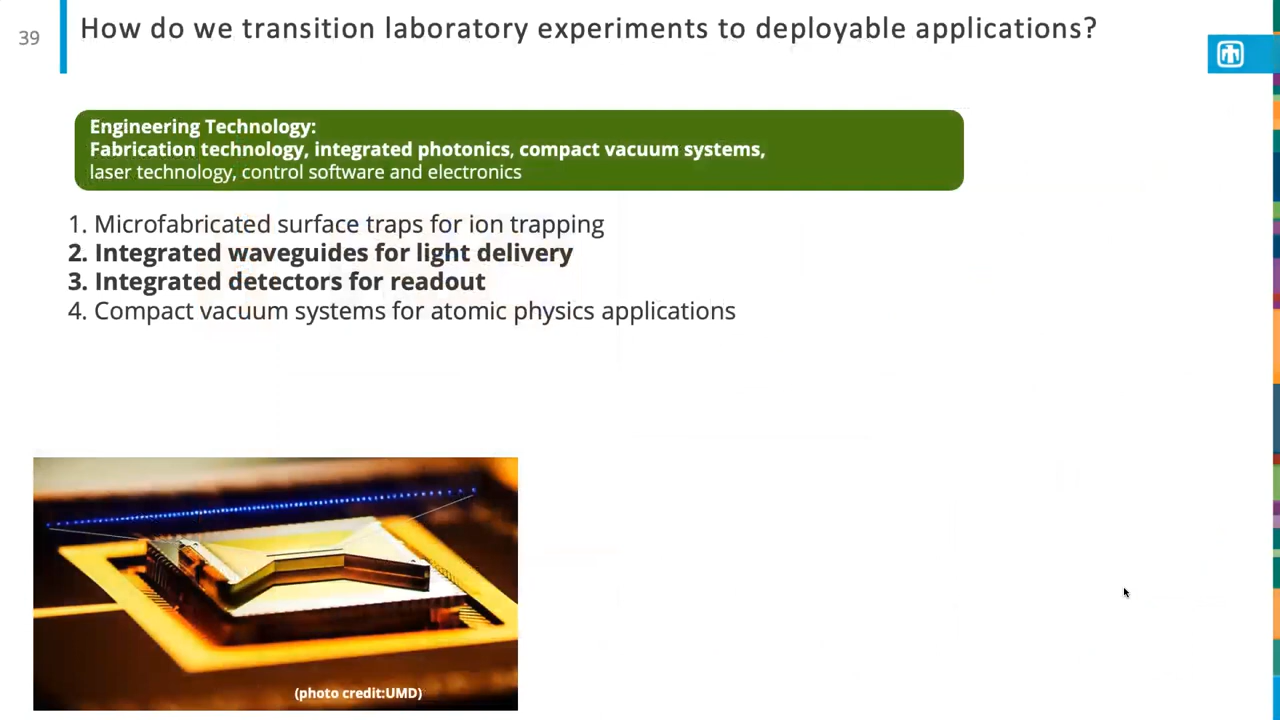 39
How do we transition laboratory experiments to deployable applications?
Engineering Technology:
Fabrication technology, integrated photonics, compact vacuum systems,
laser technology, control software and electronics
1. Microfabricated surface traps for ion trapping
2. Integrated waveguides for light delivery
3. Integrated detectors for readout
4. Compact vacuum systems for atomic physics applications
(photo credit:UMD)